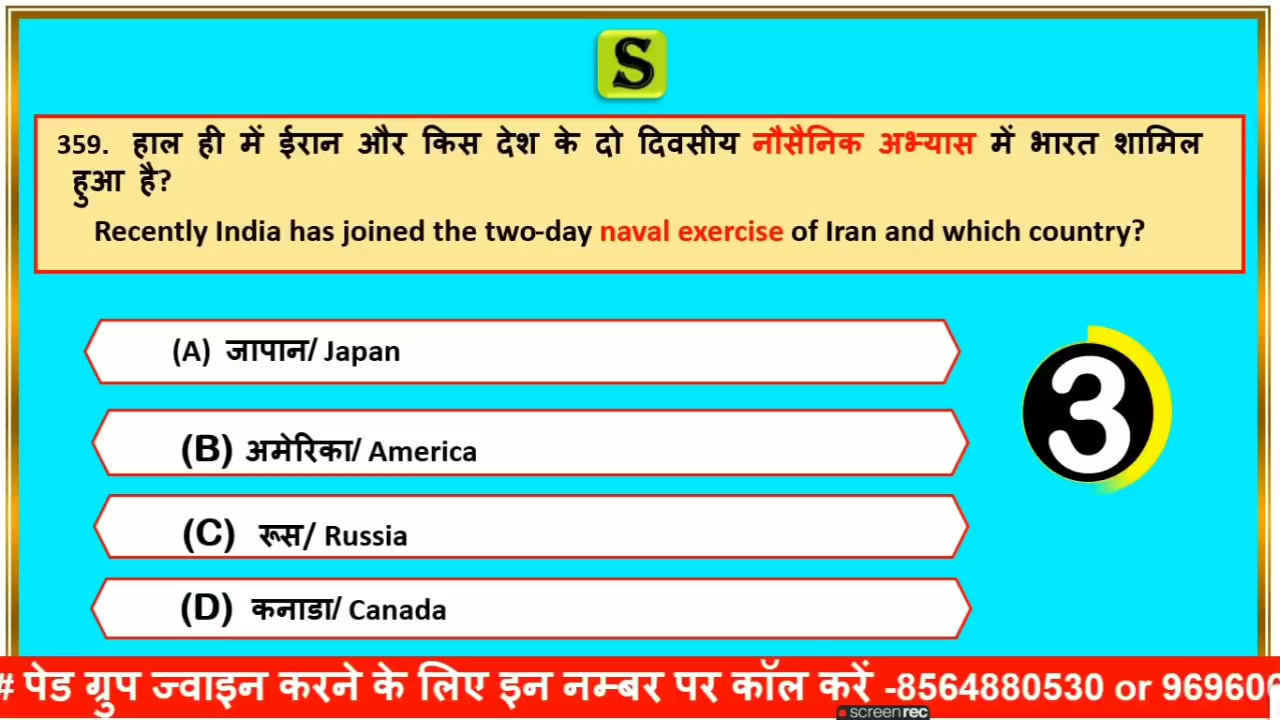 S
359. हाल ही में ईरान और किस देश के दो दिवसीय नौसैनिक अभ्यास में भारत शामिल
हुआ है?
Recently India has joined the two-day naval exercise of Iran and which country?
(A) जापान/ Japan
3
(B) अमेरिका/ America
(C) रूस/ Russia
(D) कनाडा/ Canada
# पेड ग्रुप ज्वाइन करने के लिए इन नम्बर पर कॉल करें -8564880530 or 96960
screenrec